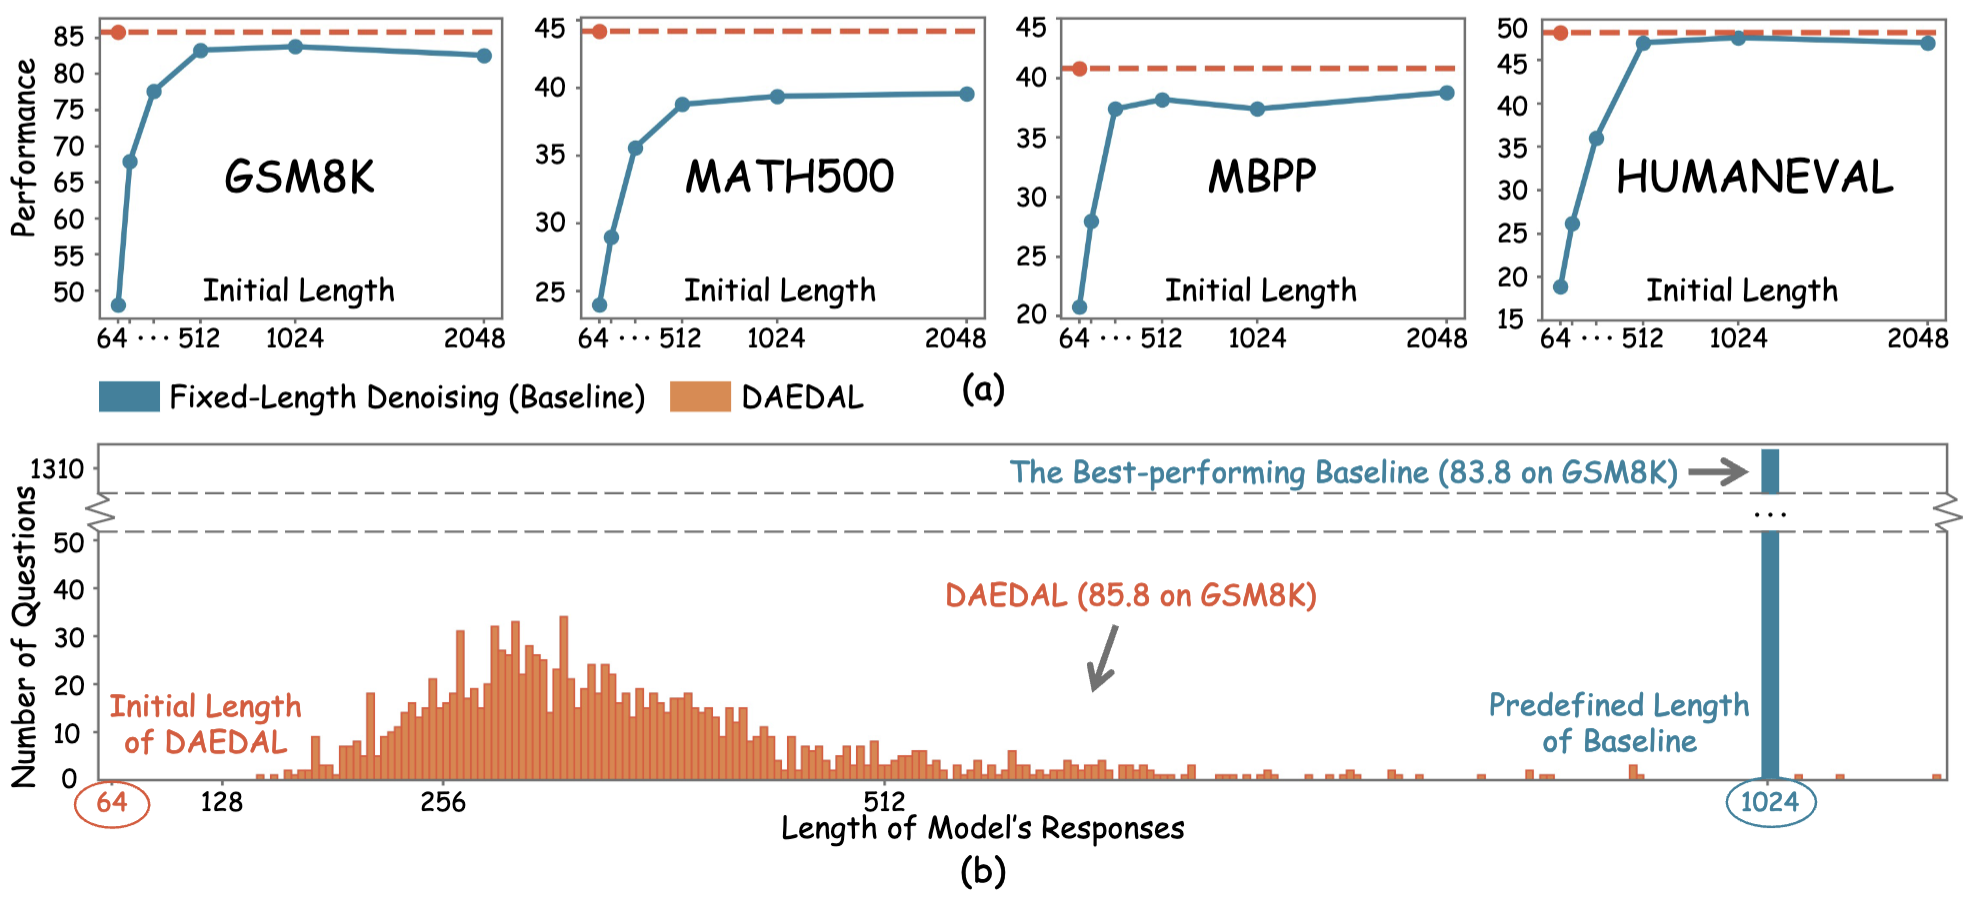 Performance
85
80
75
70
65
60
55
50
GSM8K
Initial Length
64 ··· 512 1024 2048
45
40
35
30
25
MATH500
Initial Length
64 ··· 512 1024 2048
45
40
35
30
25
20
MBPP
Initial Length
64 ··· 512 1024 2048
50
45
40
35
30
25
20
15
HUMANEVAL
Initial Length
64 ··· 512 1024 2048
Fixed-Length Denoising (Baseline) DAEDAL
(a)
Number of Questions
1310
50
40
30
20
10
0
The Best-performing Baseline (83.8 on GSM8K)
...
DAEDAL (85.8 on GSM8K)
Initial Length
of DAEDAL
Predefined Length
of Baseline
64 128 256 512 1024
Length of Model's Responses
(b)